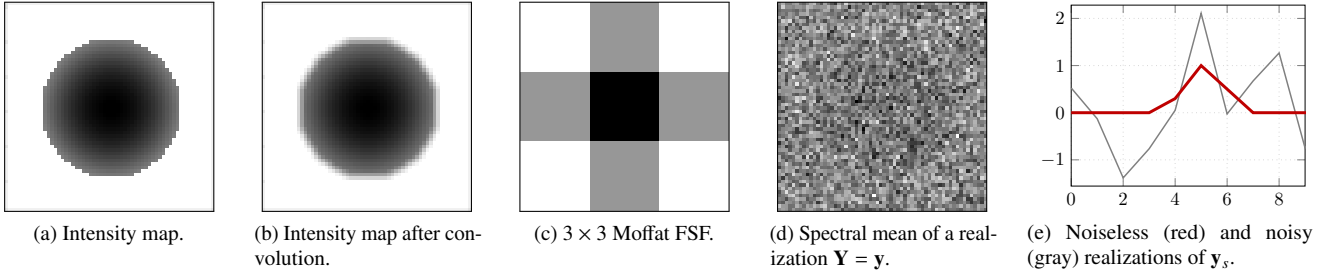 2
1
0
−1
0
2
4
6
8
(a) Intensity map.
(b) Intensity map after con-
volution.
(c) 3 × 3 Moffat FSF.
(d) Spectral mean of a real-
ization Y = y.
(e) Noiseless (red) and noisy
(gray) realizations of yₛ.